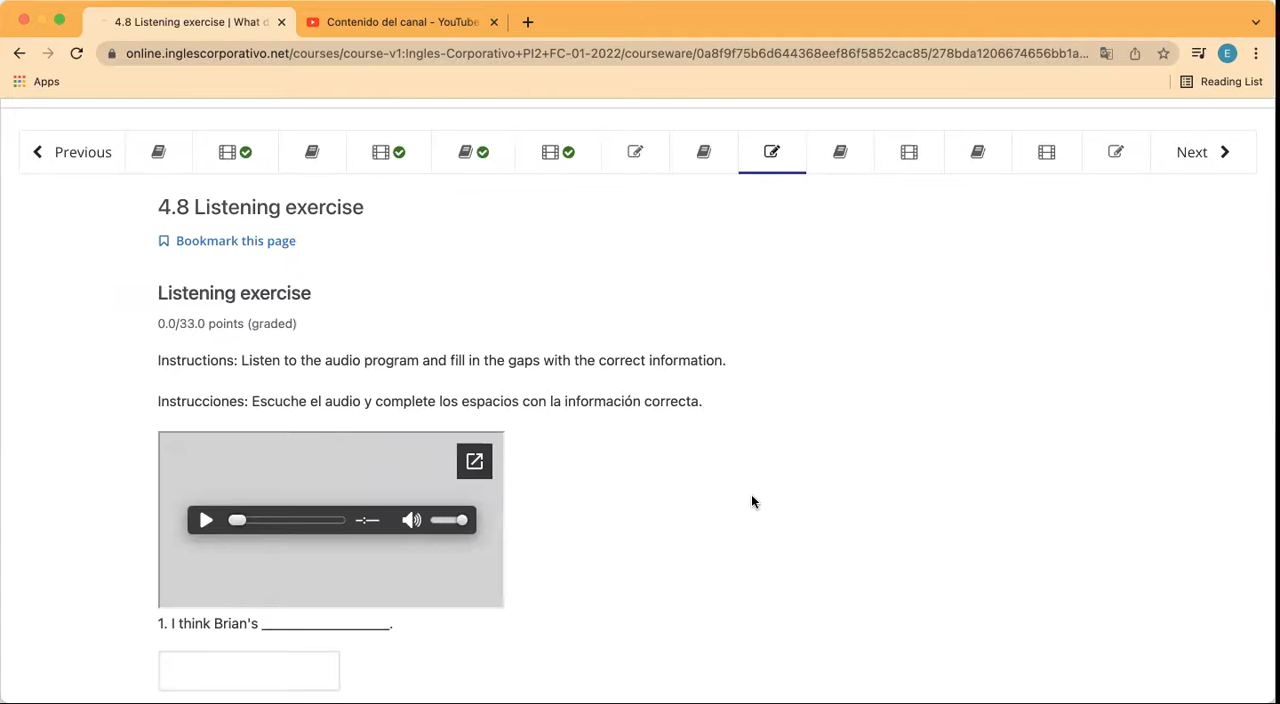 4.8 Listening exercise | What d
Contenido del canal - YouTube
online.inglescorporativo.net/courses/course-v1:Ingles-Corporativo+PI2+FC-01-2022/courseware/0a8f9f75b6d644368eef86f5852cac85/278bda1206674656bb1a...
E
Apps
Reading List
Previous
Next
4.8 Listening exercise
Bookmark this page
Listening exercise
0.0/33.0 points (graded)
Instructions: Listen to the audio program and fill in the gaps with the correct information.
Instrucciones: Escuche el audio y complete los espacios con la información correcta.
-:--
1. I think Brian's __________________.